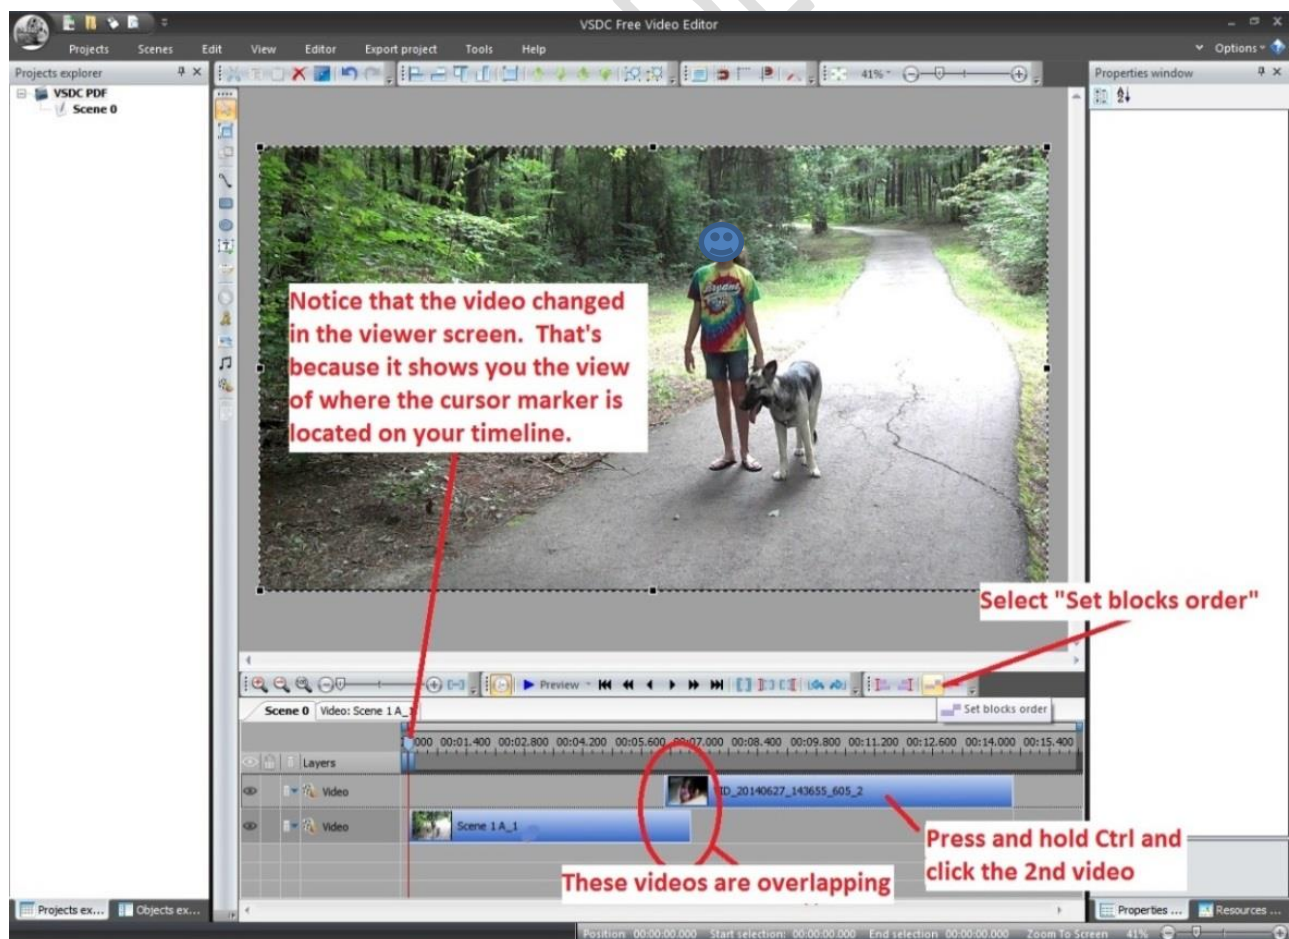 VSDC Free Video Editor
Projects Scenes Edit View Editor Export project Tools Help
Options
Projects explorer
41%
Properties window
VSDC PDF
Scene 0
Notice that the video changed
in the viewer screen. That's
because it shows you the view
of where the cursor marker is
located on your timeline.
Select "Set blocks order"
Preview
Scene 0 Video: Scene 1 A_1
Set blocks order
000 00:01.400 00:02.800 00:04.200 00:05.600 00:07.000 00:08.400 00:09.800 00:11.200 00:12.600 00:14.000 00:15.400
Layers
Video
ID_20140627_143655_605_2
Video
Scene 1 A_1
Press and hold Ctrl and
click the 2nd video
These videos are overlapping
Projects ex... Objects ex...
Properties ... Resources ...
Position 00:00:00.000 Start selection: 00:00:00.000 End selection 00:00:00.000 Zoom To Screen 41%